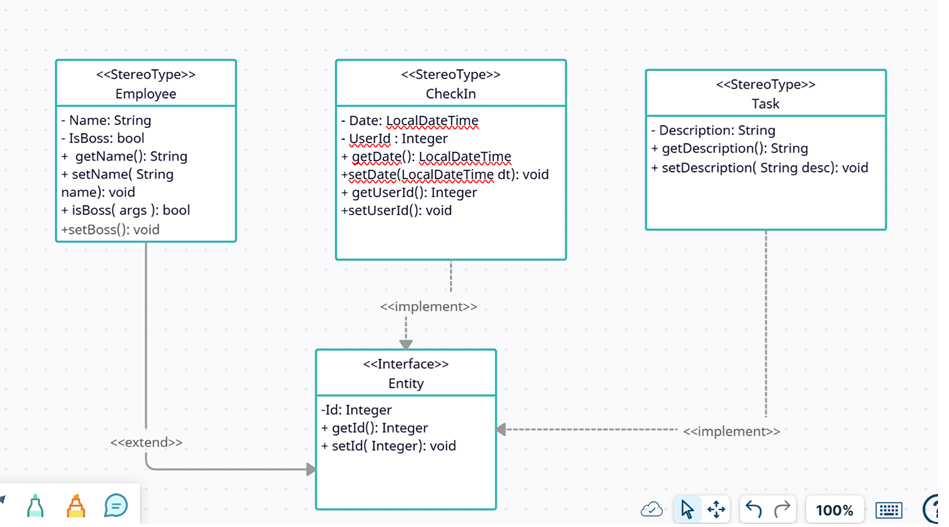 <<StereoType>>
Employee
- Name: String
- IsBoss: bool
+  getName(): String
+ setName( String
name): void
+ isBoss( args ): bool
+setBoss(): void
<<StereoType>>
CheckIn
- Date: LocalDateTime
- UserId : Integer
+ getDate(): LocalDateTime
+setDate(LocalDateTime dt): void
+ getUserId(): Integer
+setUserId(): void
<<StereoType>>
Task
- Description: String
+ getDescription(): String
+ setDescription( String desc): void
<<implement>>
<<Interface>>
Entity
-Id: Integer
+ getId(): Integer
+ setId( Integer): void
<<extend>>
<<implement>>
100%
?